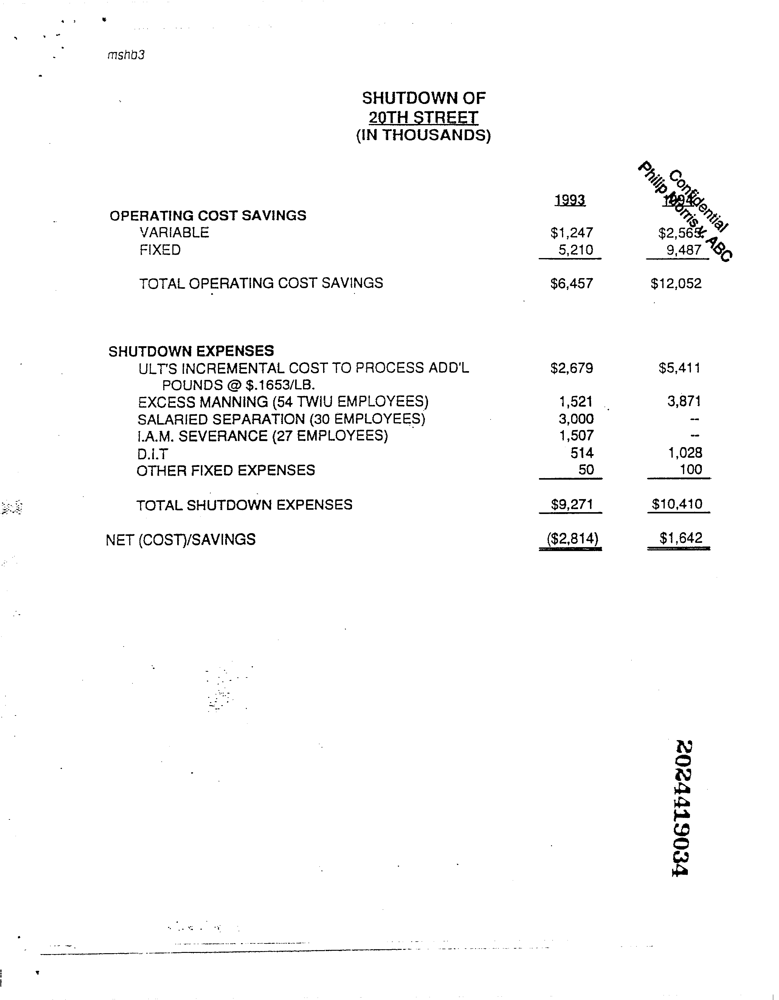 mshb3
SHUTDOWN OF
20TH STREET
(IN THOUSANDS)
Confidential
Philip Morris v. ABC
1993 1994
OPERATING COST SAVINGS
VARIABLE $1,247 $2,565
FIXED 5,210 9,487
TOTAL OPERATING COST SAVINGS $6,457 $12,052
SHUTDOWN EXPENSES
ULT'S INCREMENTAL COST TO PROCESS ADD'L $2,679 $5,411
POUNDS @ $.1653/LB.
EXCESS MANNING (54 TWIU EMPLOYEES) 1,521 3,871
SALARIED SEPARATION (30 EMPLOYEES) 3,000 --
I.A.M. SEVERANCE (27 EMPLOYEES) 1,507 --
D.I.T 514 1,028
OTHER FIXED EXPENSES 50 100
TOTAL SHUTDOWN EXPENSES $9,271 $10,410
NET (COST)/SAVINGS ($2,814) $1,642
2024419034